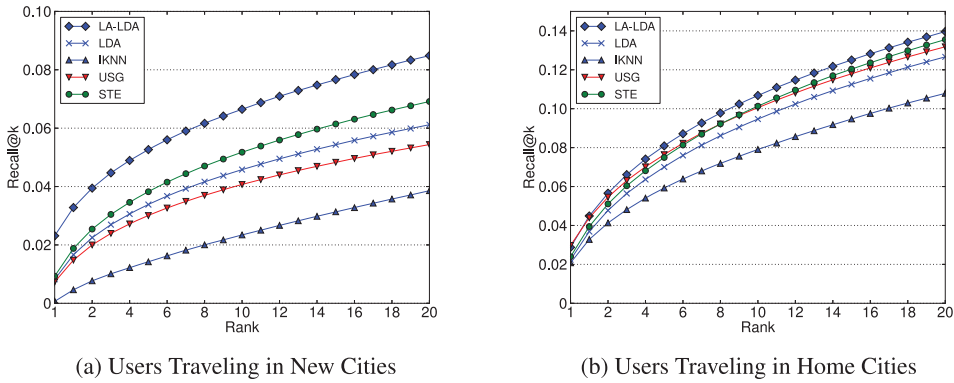 0.10
0.08
0.06
0.04
0.02
0
Recall@k
LA-LDA
LDA
IKNN
USG
STE
1 2 4 6 8 10 12 14 16 18 20
Rank
(a) Users Traveling in New Cities
0.14
0.12
0.10
0.08
0.06
0.04
0.02
0
Recall@k
LA-LDA
LDA
IKNN
USG
STE
1 2 4 6 8 10 12 14 16 18 20
Rank
(b) Users Traveling in Home Cities